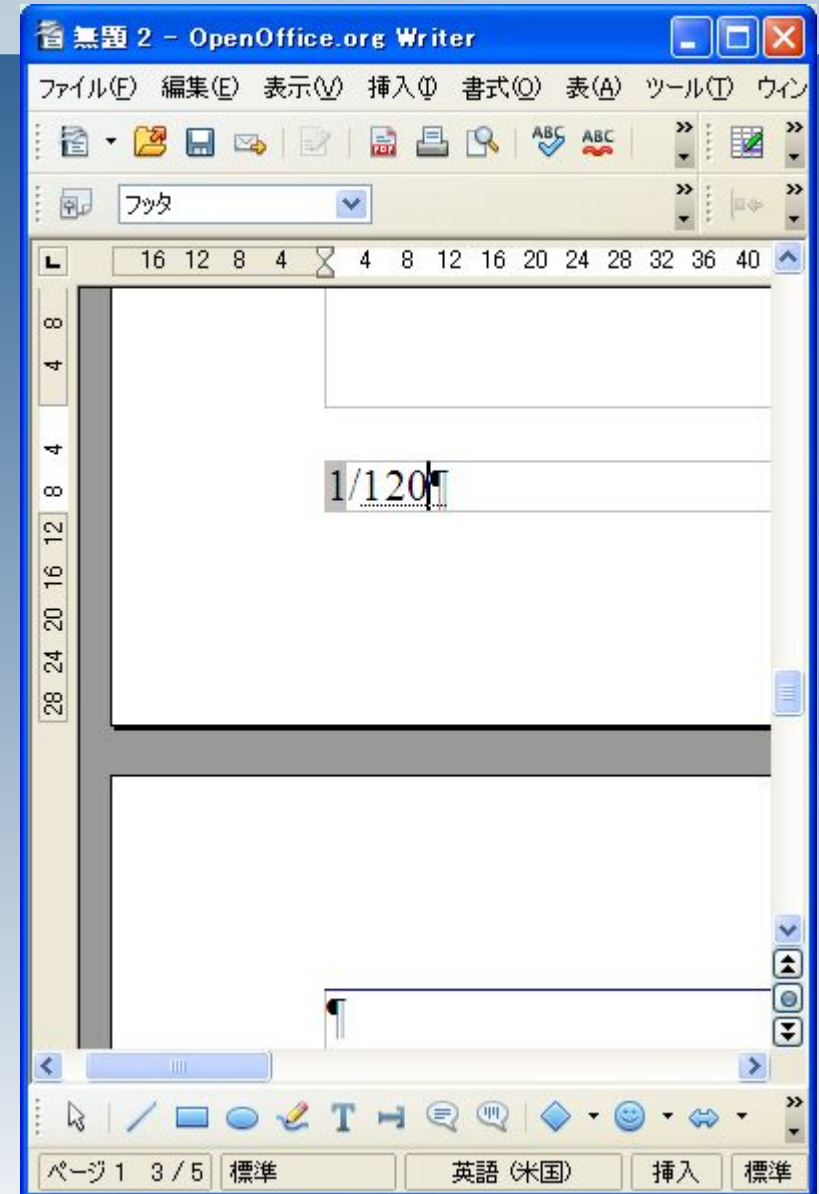 無題 2 - OpenOffice.org Writer
ファイル(F) 編集(E) 表示(V) 挿入(I) 書式(O) 表(A) ツール(T) ウィン
ABC ABC
フッタ
16 12 8 4 4 8 12 16 20 24 28 32 36 40
8
4
4
8
12
16
20
24
28
1/120¶
¶
T
ページ 1 3 / 5 標準 英語 (米国) 挿入 標準